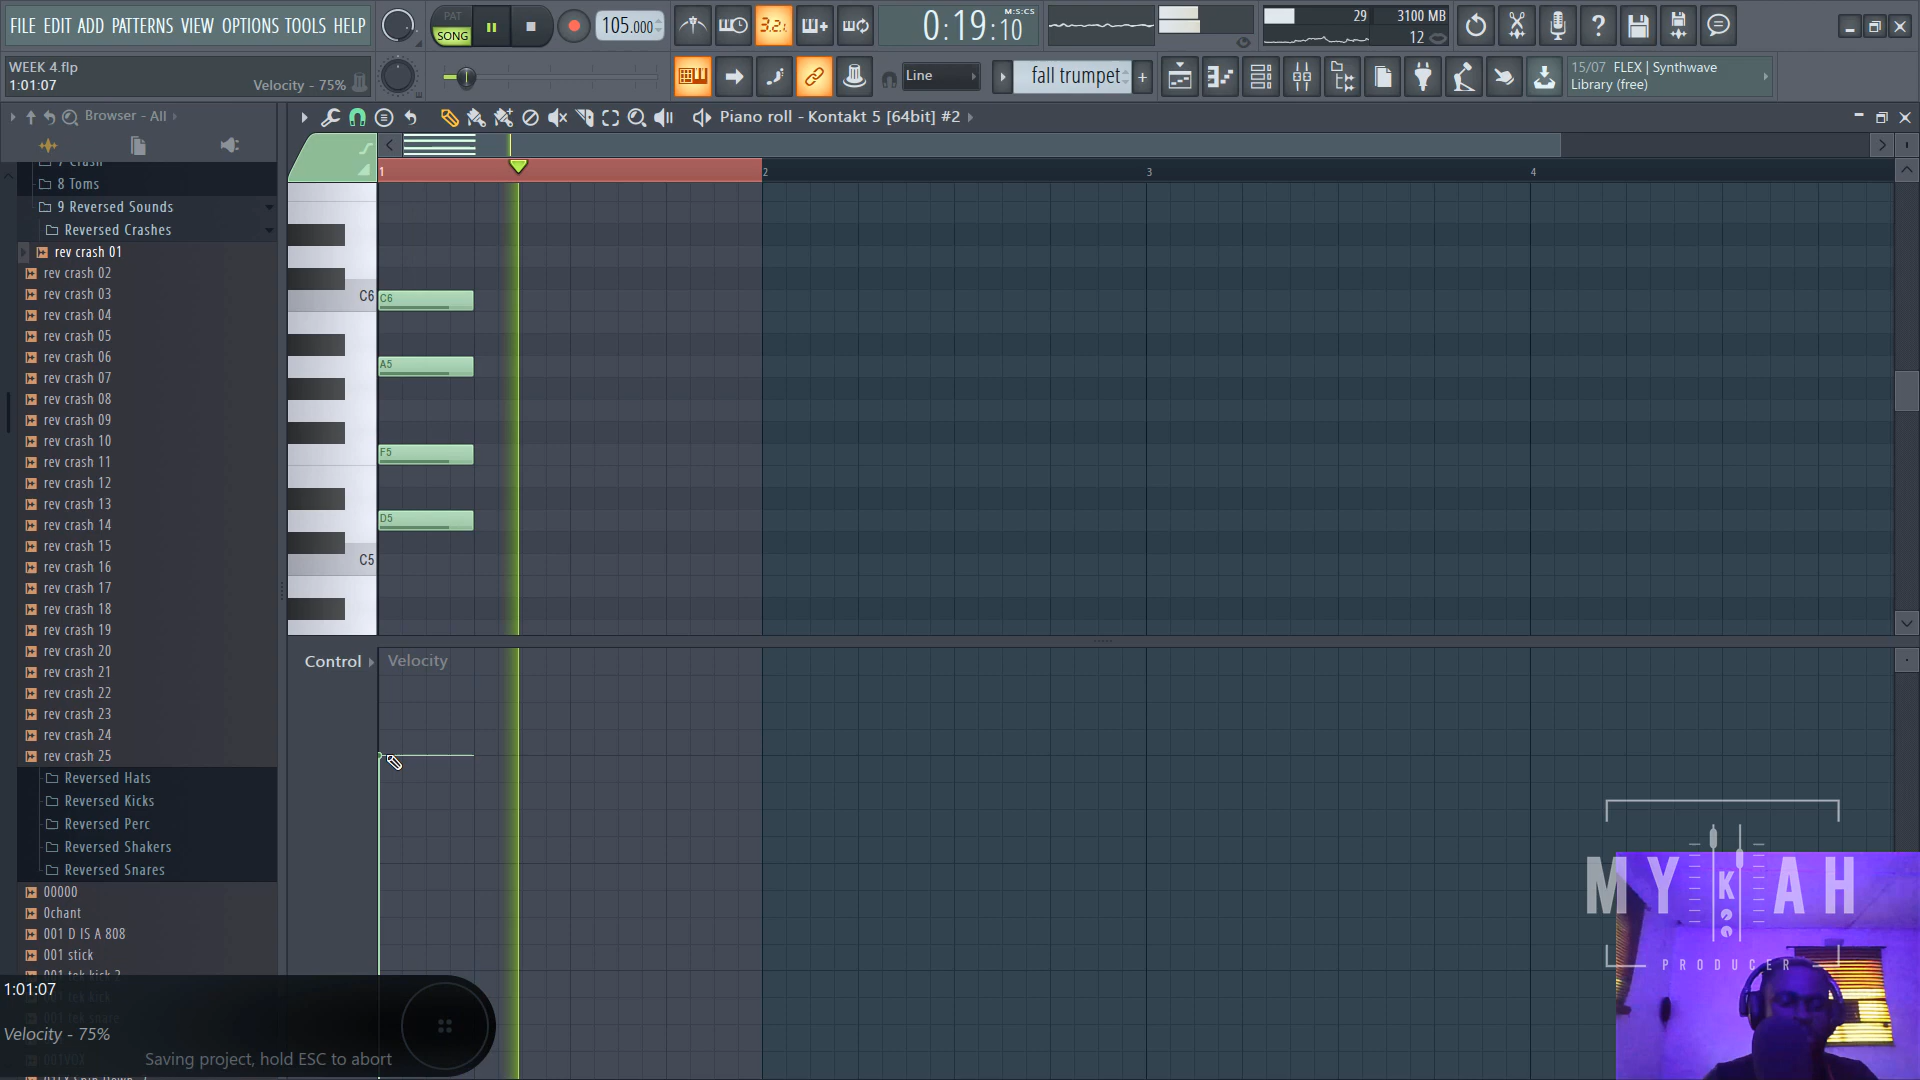 FILE EDIT ADD PATTERNS VIEW OPTIONS TOOLS HELP
PAT
SONG
105.000
3.2.
0:19:10
M:S:CS
29
3100 MB
12
WEEK 4.flp
1:01:07
Velocity - 75%
Line
fall trumpet
15/07 FLEX | Synthwave
Library (free)
Browser - All
Piano roll - Kontakt 5 [64bit] #2
1
2
3
4
7 Crash
8 Toms
9 Reversed Sounds
Reversed Crashes
rev crash 01
rev crash 02
rev crash 03
rev crash 04
rev crash 05
rev crash 06
rev crash 07
rev crash 08
rev crash 09
rev crash 10
rev crash 11
rev crash 12
rev crash 13
rev crash 14
rev crash 15
rev crash 16
rev crash 17
rev crash 18
rev crash 19
rev crash 20
rev crash 21
rev crash 22
rev crash 23
rev crash 24
rev crash 25
Reversed Hats
Reversed Kicks
Reversed Perc
Reversed Shakers
Reversed Snares
00000
0chant
001 D IS A 808
001 stick
C6
C6
A5
F5
D5
C5
Control
Velocity
1:01:07
Velocity - 75%
Saving project, hold ESC to abort
MYKAH
PRODUCER